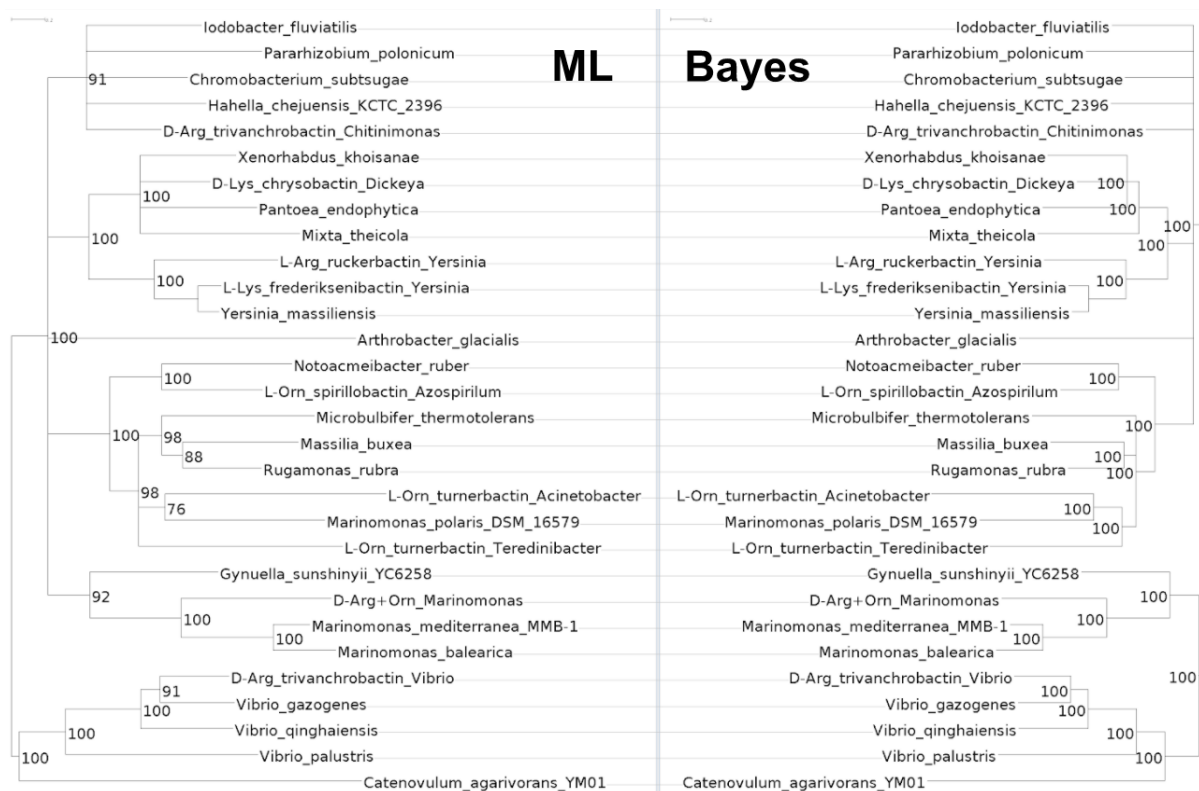 ML
Bayes
Iodobacter_fluviatilis
Pararhizobium_polonicum
91
Chromobacterium_subtsugae
Hahella_chejuensis_KCTC_2396
D-Arg_trivanchrobactin_Chitinimonas
Xenorhabdus_khoisanae
D-Lys_chrysobactin_Dickeya
100
Pantoea_endophytica
Mixta_theicola
100
L-Arg_ruckerbactin_Yersinia
100
L-Lys_frederiksenibactin_Yersinia
Yersinia_massiliensis
100
Arthrobacter_glacialis
Notoacmeibacter_ruber
100
L-Orn_spirillobactin_Azospirilum
Microbulbifer_thermotolerans
100
98
Massilia_buxea
88
Rugamonas_rubra
98
L-Orn_turnerbactin_Acinetobacter
76
Marinomonas_polaris_DSM_16579
L-Orn_turnerbactin_Teredinibacter
Gynuella_sunshinyii_YC6258
92
D-Arg+Orn_Marinomonas
100
Marinomonas_mediterranea_MMB-1
100
Marinomonas_balearica
D-Arg_trivanchrobactin_Vibrio
91
Vibrio_gazogenes
100
Vibrio_qinghaiensis
100
Vibrio_palustris
100
Catenovulum_agarivorans_YM01
Iodobacter_fluviatilis
Pararhizobium_polonicum
Chromobacterium_subtsugae
Hahella_chejuensis_KCTC_2396
D-Arg_trivanchrobactin_Chitinimonas
Xenorhabdus_khoisanae
D-Lys_chrysobactin_Dickeya
100
Pantoea_endophytica
100
Mixta_theicola
100
100
L-Arg_ruckerbactin_Yersinia
100
L-Lys_frederiksenibactin_Yersinia
Yersinia_massiliensis
Arthrobacter_glacialis
Notoacmeibacter_ruber
100
L-Orn_spirillobactin_Azospirilum
Microbulbifer_thermotolerans
100
Massilia_buxea
100
Rugamonas_rubra
100
L-Orn_turnerbactin_Acinetobacter
100
Marinomonas_polaris_DSM_16579
100
L-Orn_turnerbactin_Teredinibacter
Gynuella_sunshinyii_YC6258
100
D-Arg+Orn_Marinomonas
100
Marinomonas_mediterranea_MMB-1
100
Marinomonas_balearica
D-Arg_trivanchrobactin_Vibrio
100
100
Vibrio_gazogenes
100
Vibrio_qinghaiensis
100
Vibrio_palustris
100
Catenovulum_agarivorans_YM01